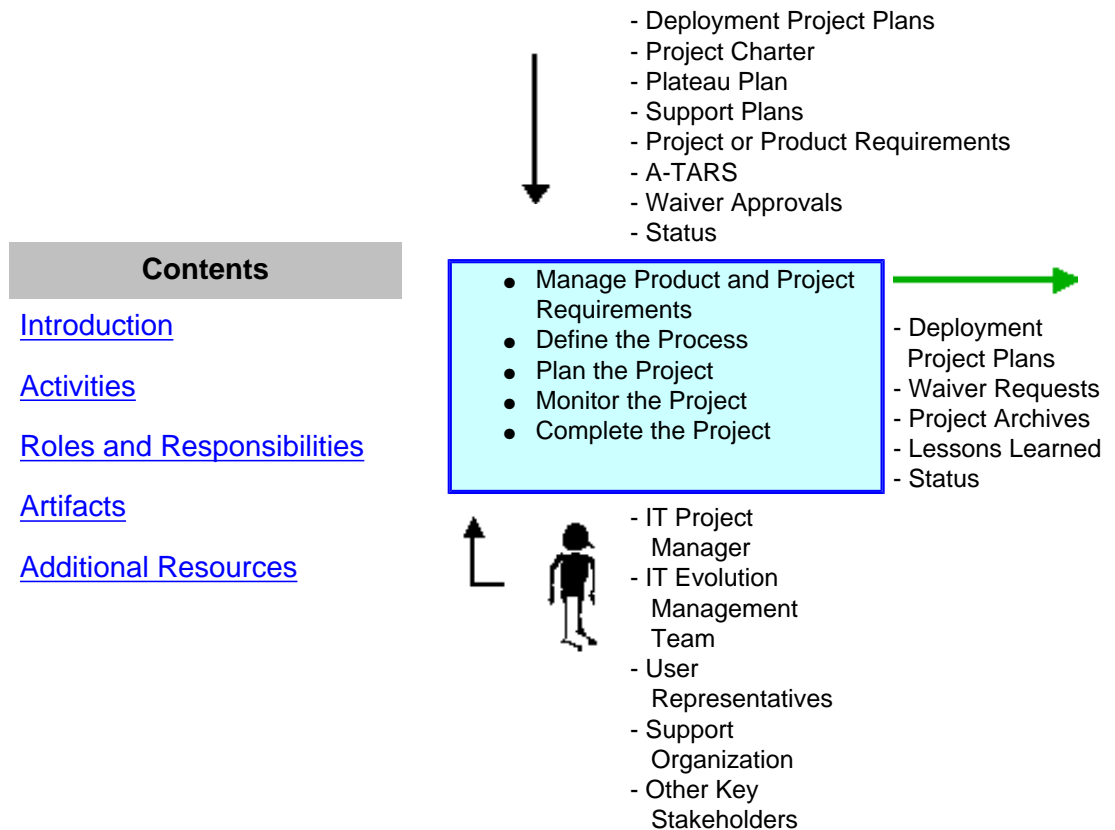 - Deployment Project Plans
- Project Charter
- Plateau Plan
- Support Plans
- Project or Product Requirements
- A-TARS
- Waiver Approvals
- Status
Contents
Introduction
Activities
Roles and Responsibilities
Artifacts
Additional Resources
● Manage Product and Project
Requirements
● Define the Process
● Plan the Project
● Monitor the Project
● Complete the Project
- Deployment
Project Plans
- Waiver Requests
- Project Archives
- Lessons Learned
- Status
- IT Project
Manager
- IT Evolution
Management
Team
- User
Representatives
- Support
Organization
- Other Key
Stakeholders